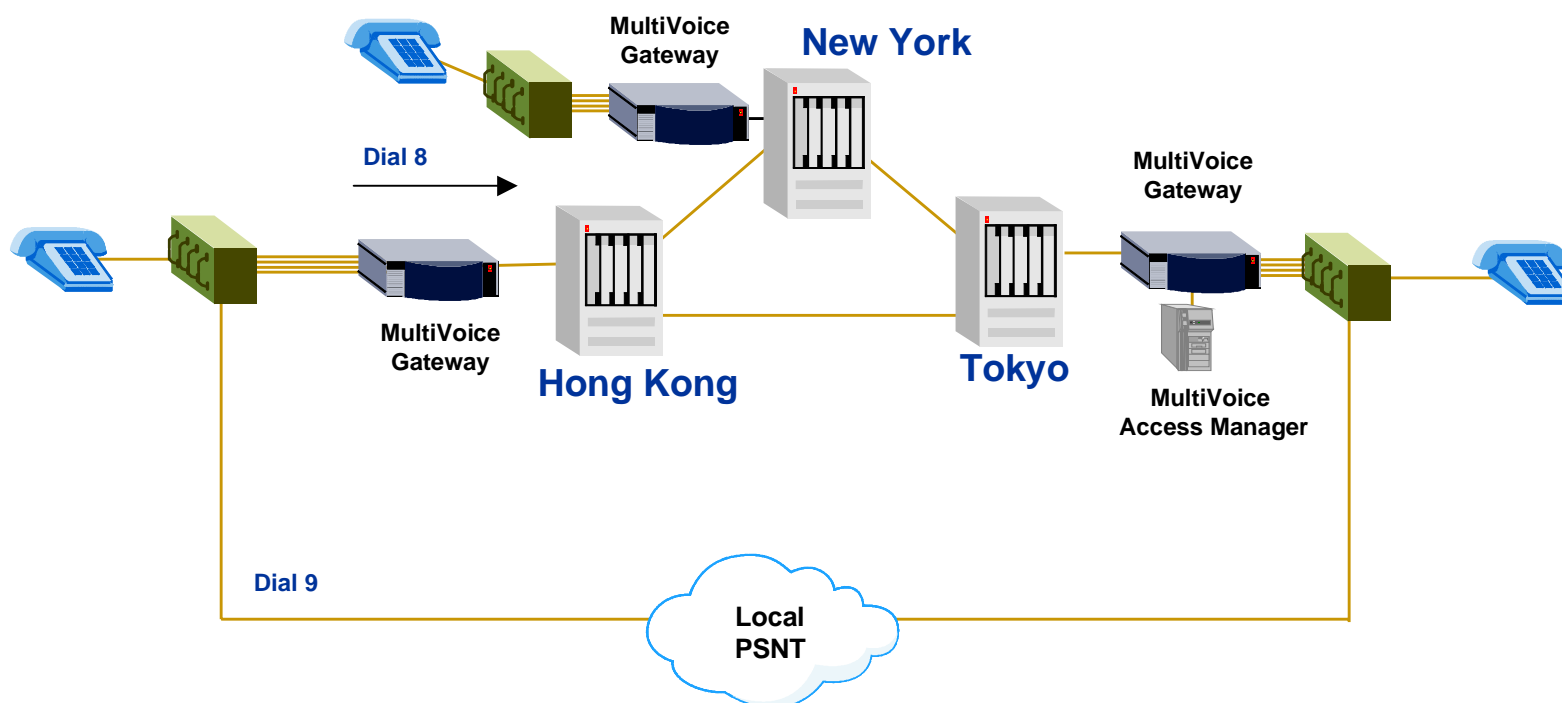 MultiVoice
Gateway
New York
Dial 8
MultiVoice
Gateway
MultiVoice
Gateway
Hong Kong
Tokyo
MultiVoice
Access Manager
Dial 9
Local
PSNT